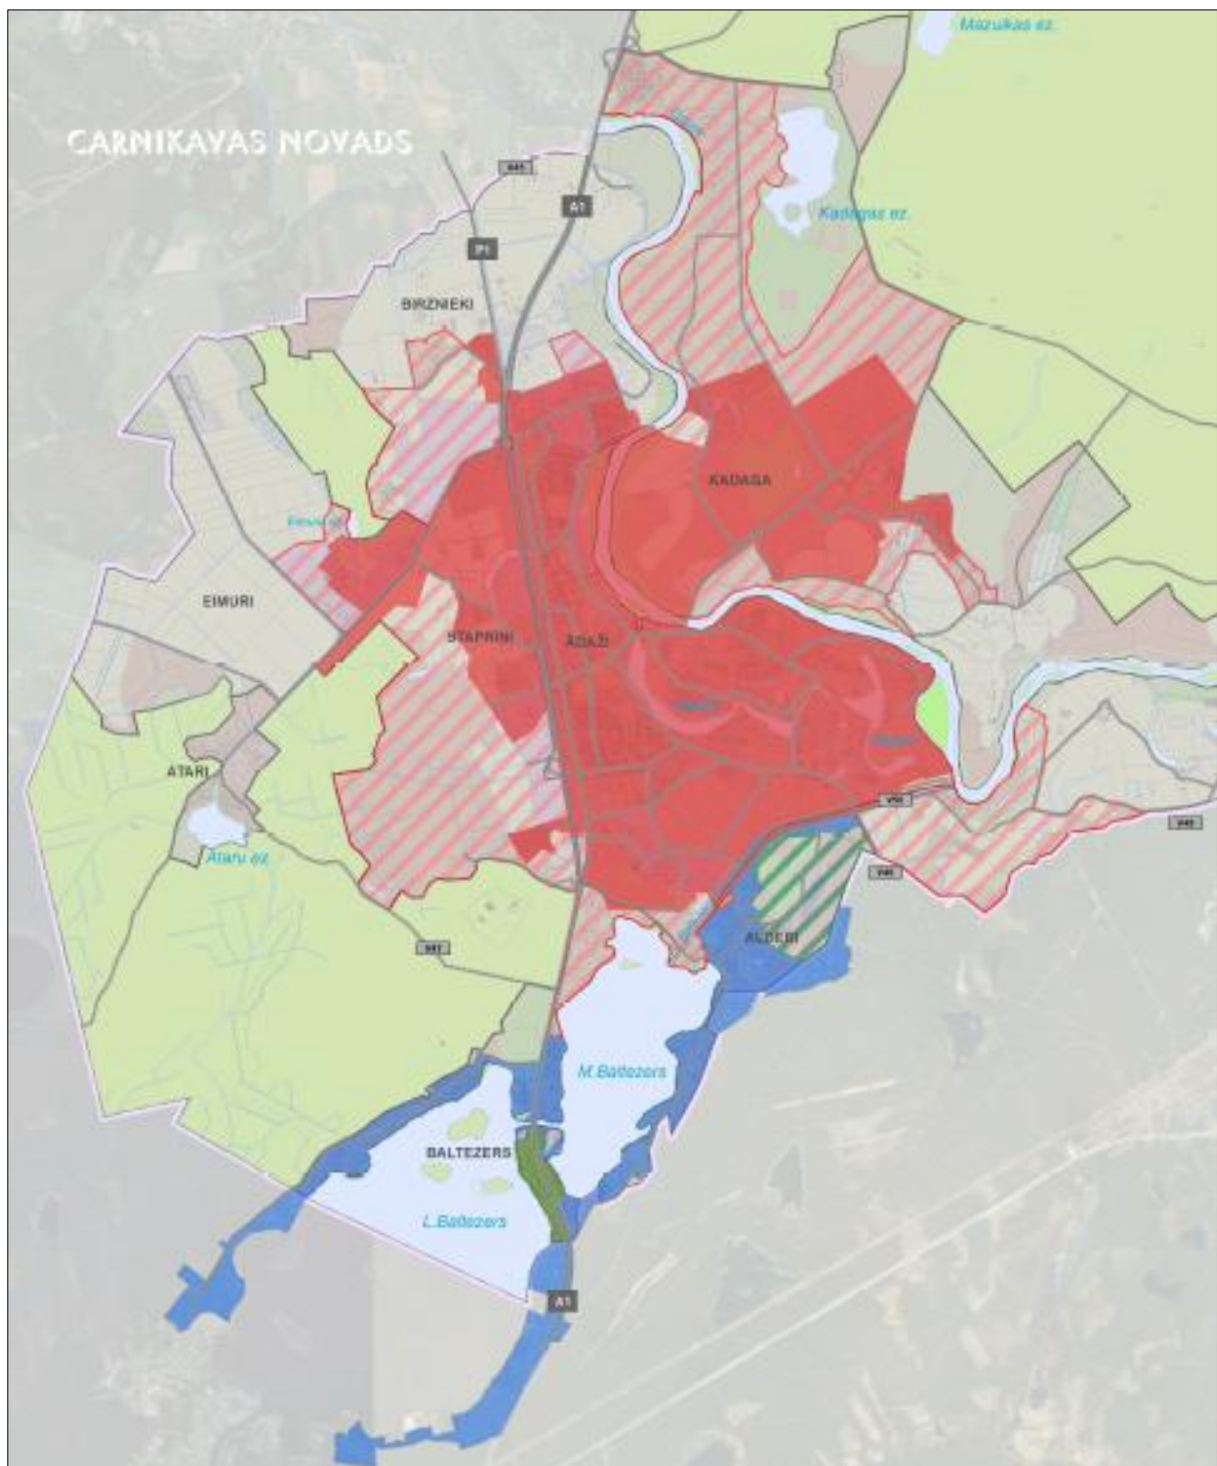 Mazuikas ez.
CARNIKAVAS NOVADS
A1
Kadagas ez.
P1
BIRZNIEKI
KADAGA
EIMURI
STAPRIŅI
ĀDAŽI
ATARI
V46
Ataru ez.
ALDERI
M.Baltezers
BALTEZERS
L.Baltezers
A1